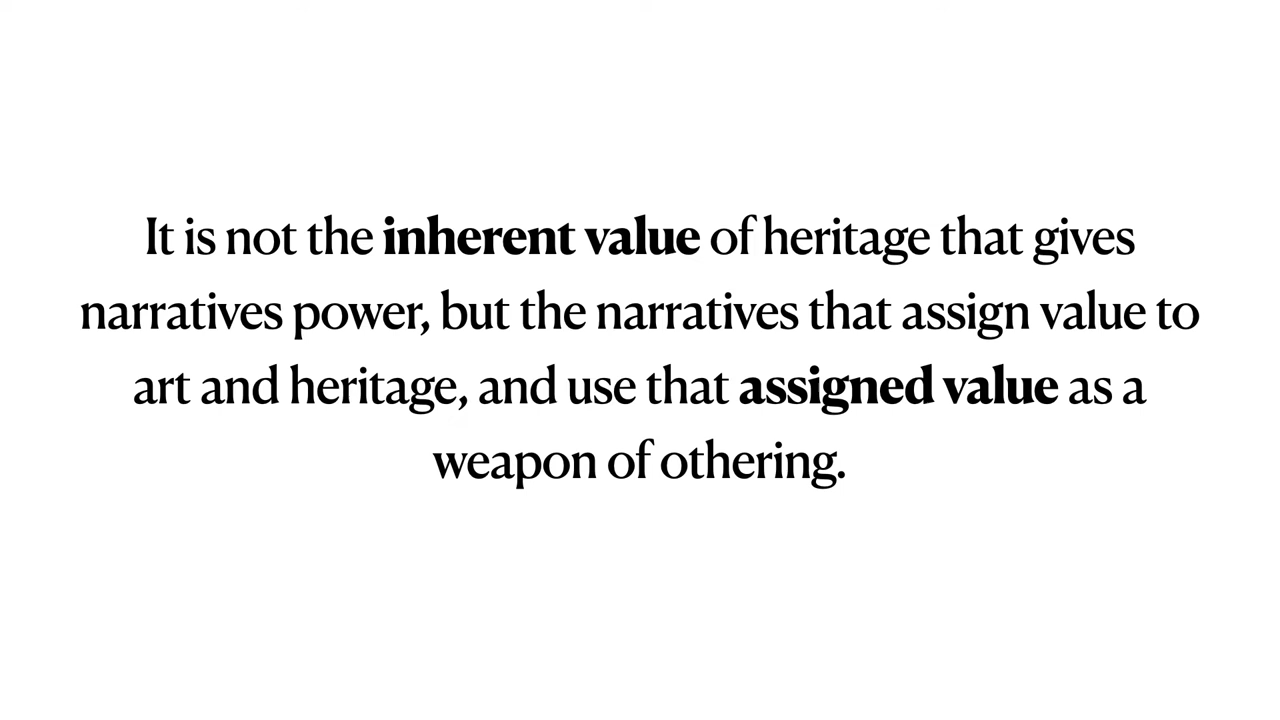 It is not the inherent value of heritage that gives
narratives power, but the narratives that assign value to
art and heritage, and use that assigned value as a
weapon of othering.